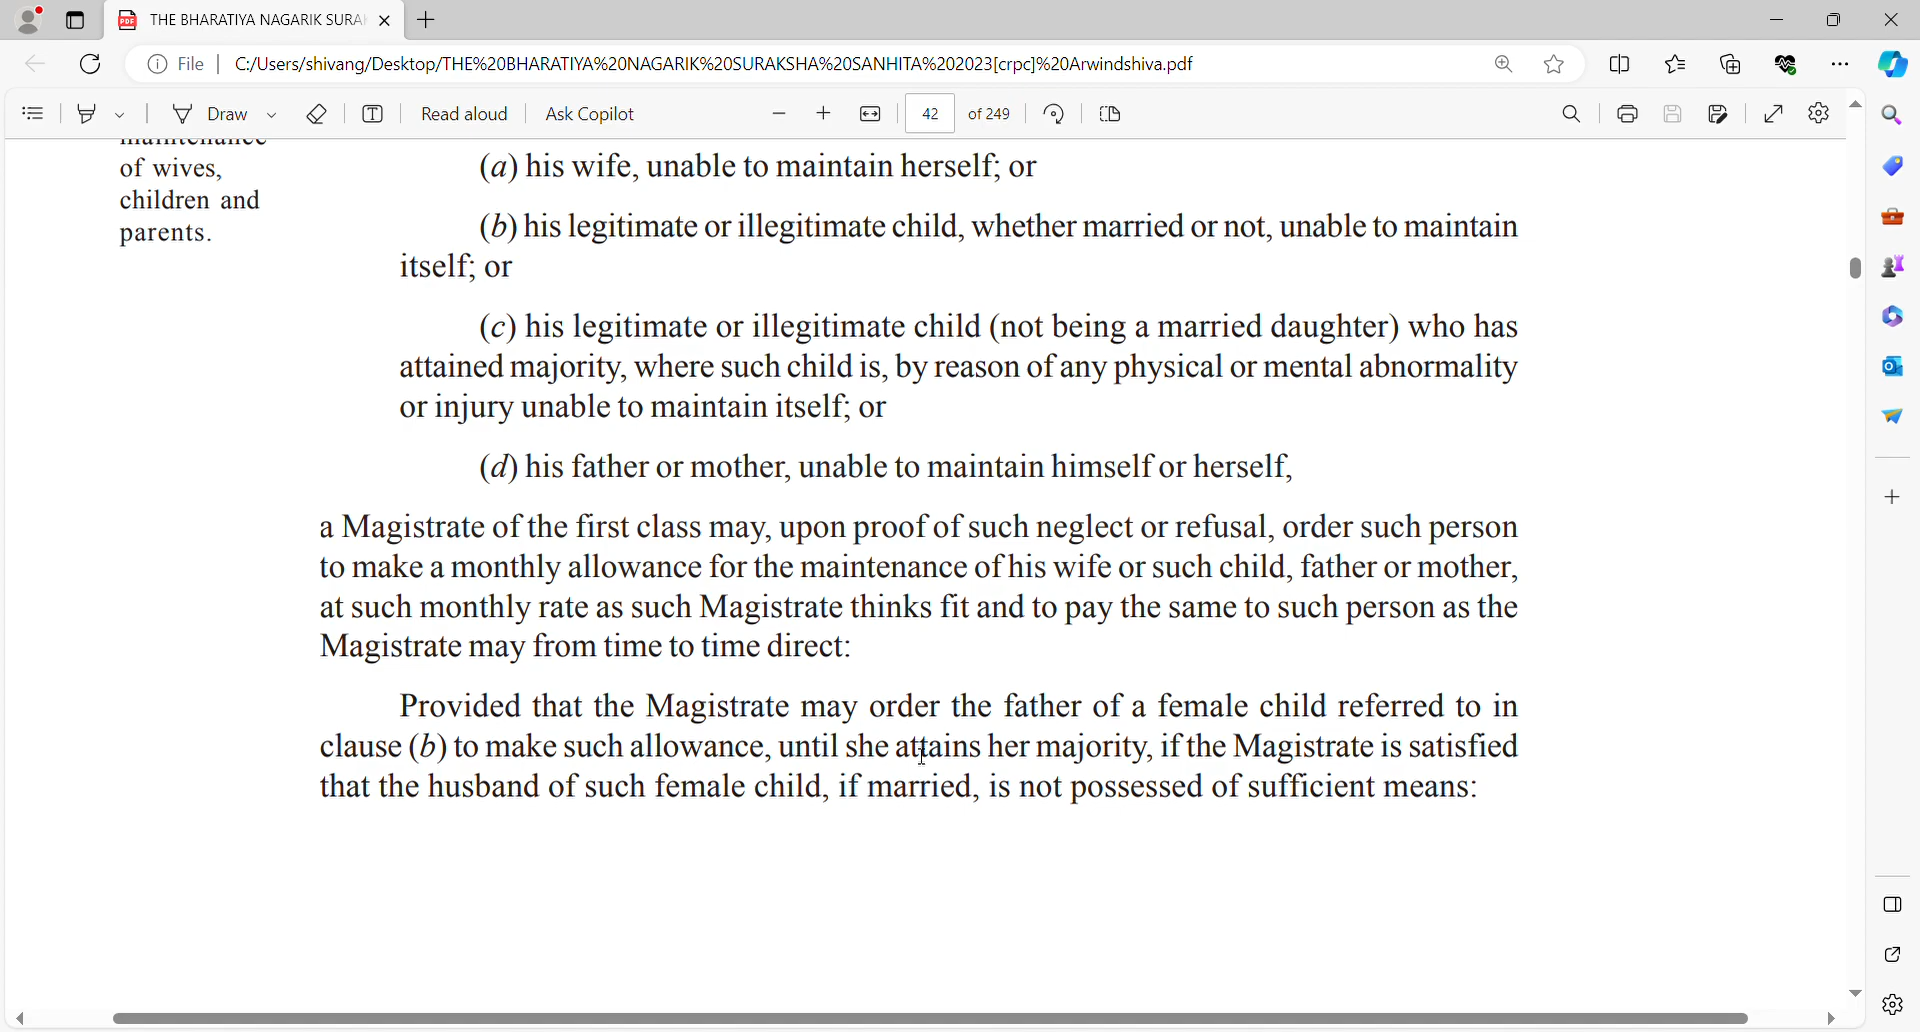 THE BHARATIYA NAGARIK SURA
File
C:/Users/shivang/Desktop/THE%20BHARATIYA%20NAGARIK%20SURAKSHA%20SANHITA%202023[crpc]%20Arwindshiva.pdf
Draw
Read aloud
Ask Copilot
42 of 249
maintenance
of wives,
children and
parents.
(a) his wife, unable to maintain herself; or
(b) his legitimate or illegitimate child, whether married or not, unable to maintain
itself; or
(c) his legitimate or illegitimate child (not being a married daughter) who has
attained majority, where such child is, by reason of any physical or mental abnormality
or injury unable to maintain itself; or
(d) his father or mother, unable to maintain himself or herself,
a Magistrate of the first class may, upon proof of such neglect or refusal, order such person
to make a monthly allowance for the maintenance of his wife or such child, father or mother,
at such monthly rate as such Magistrate thinks fit and to pay the same to such person as the
Magistrate may from time to time direct:
Provided that the Magistrate may order the father of a female child referred to in
clause (b) to make such allowance, until she attains her majority, if the Magistrate is satisfied
that the husband of such female child, if married, is not possessed of sufficient means: